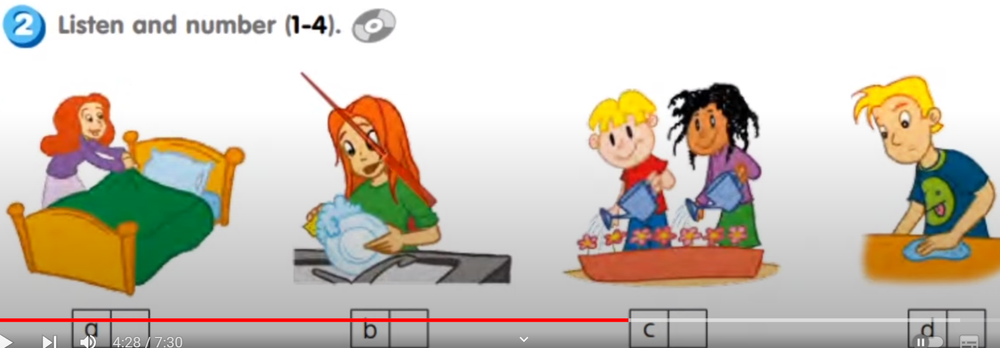 2 Listen and number (1-4).
a b c d
4:28 / 7:30